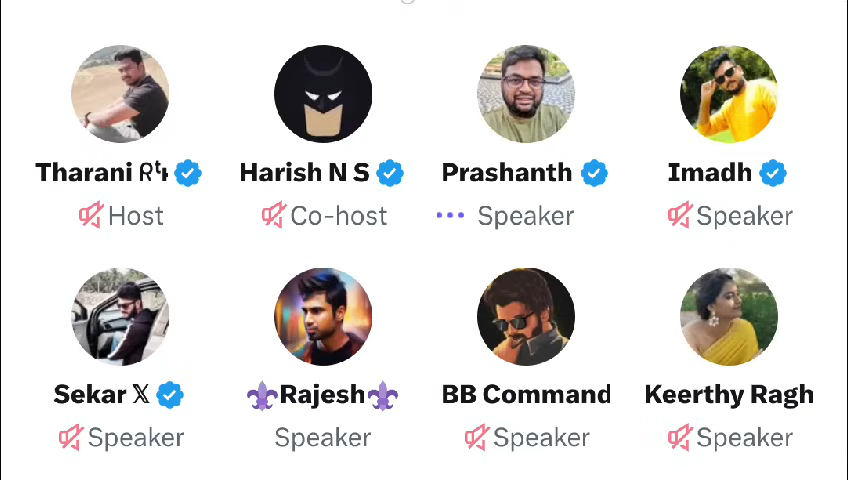 Tharani
Harish N S
Prashanth
Imadh
Host
Co-host
Speaker
Speaker
Sekar 𝕏
Rajesh
BB Command
Keerthy Ragh
Speaker
Speaker
Speaker
Speaker